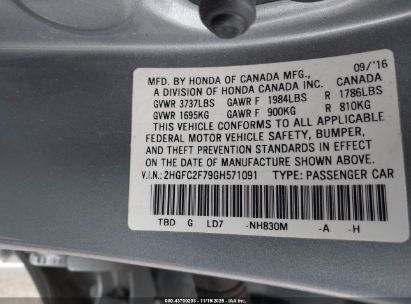 09/'16
MFD. BY HONDA OF CANADA MFG., CANADA
A DIVISION OF HONDA CANADA INC.
GVWR 3737LBS GAWR F 1984LBS R 1786LBS
GVWR 1695KG GAWR F 900KG R 810KG
THIS VEHICLE CONFORMS TO ALL APPLICABLE
FEDERAL MOTOR VEHICLE SAFETY, BUMPER,
AND THEFT PREVENTION STANDARDS IN EFFECT
ON THE DATE OF MANUFACTURE SHOWN ABOVE.
V.I.N.: 2HGFC2F79GH571091 TYPE: PASSENGER CAR
TBD G LD7 -NH830M -A -H